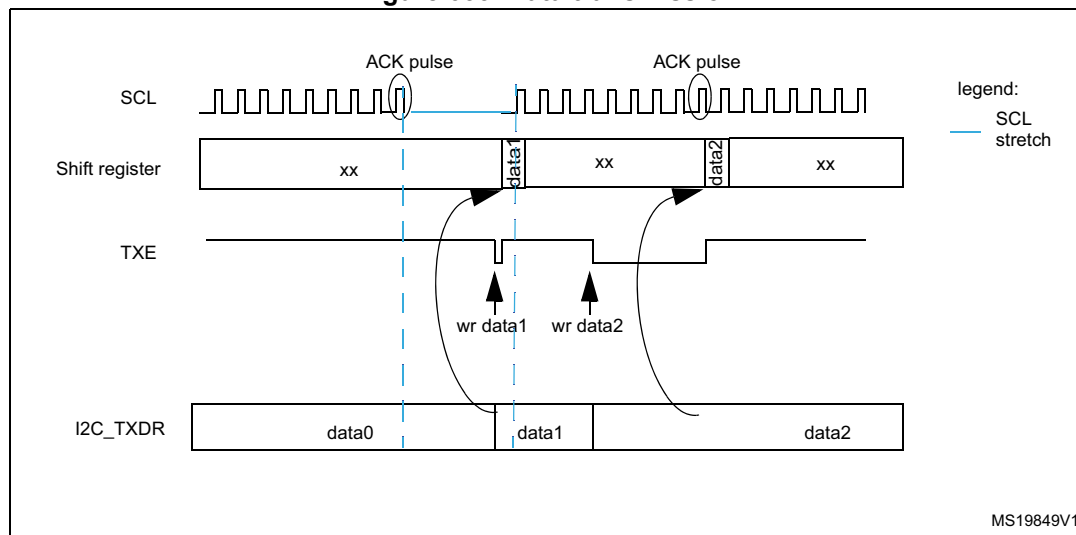 ACK pulse
ACK pulse
SCL
legend:
SCL
stretch
Shift register
xx
data1
xx
data2
xx
TXE
wr data1
wr data2
I2C_TXDR
data0
data1
data2
MS19849V1